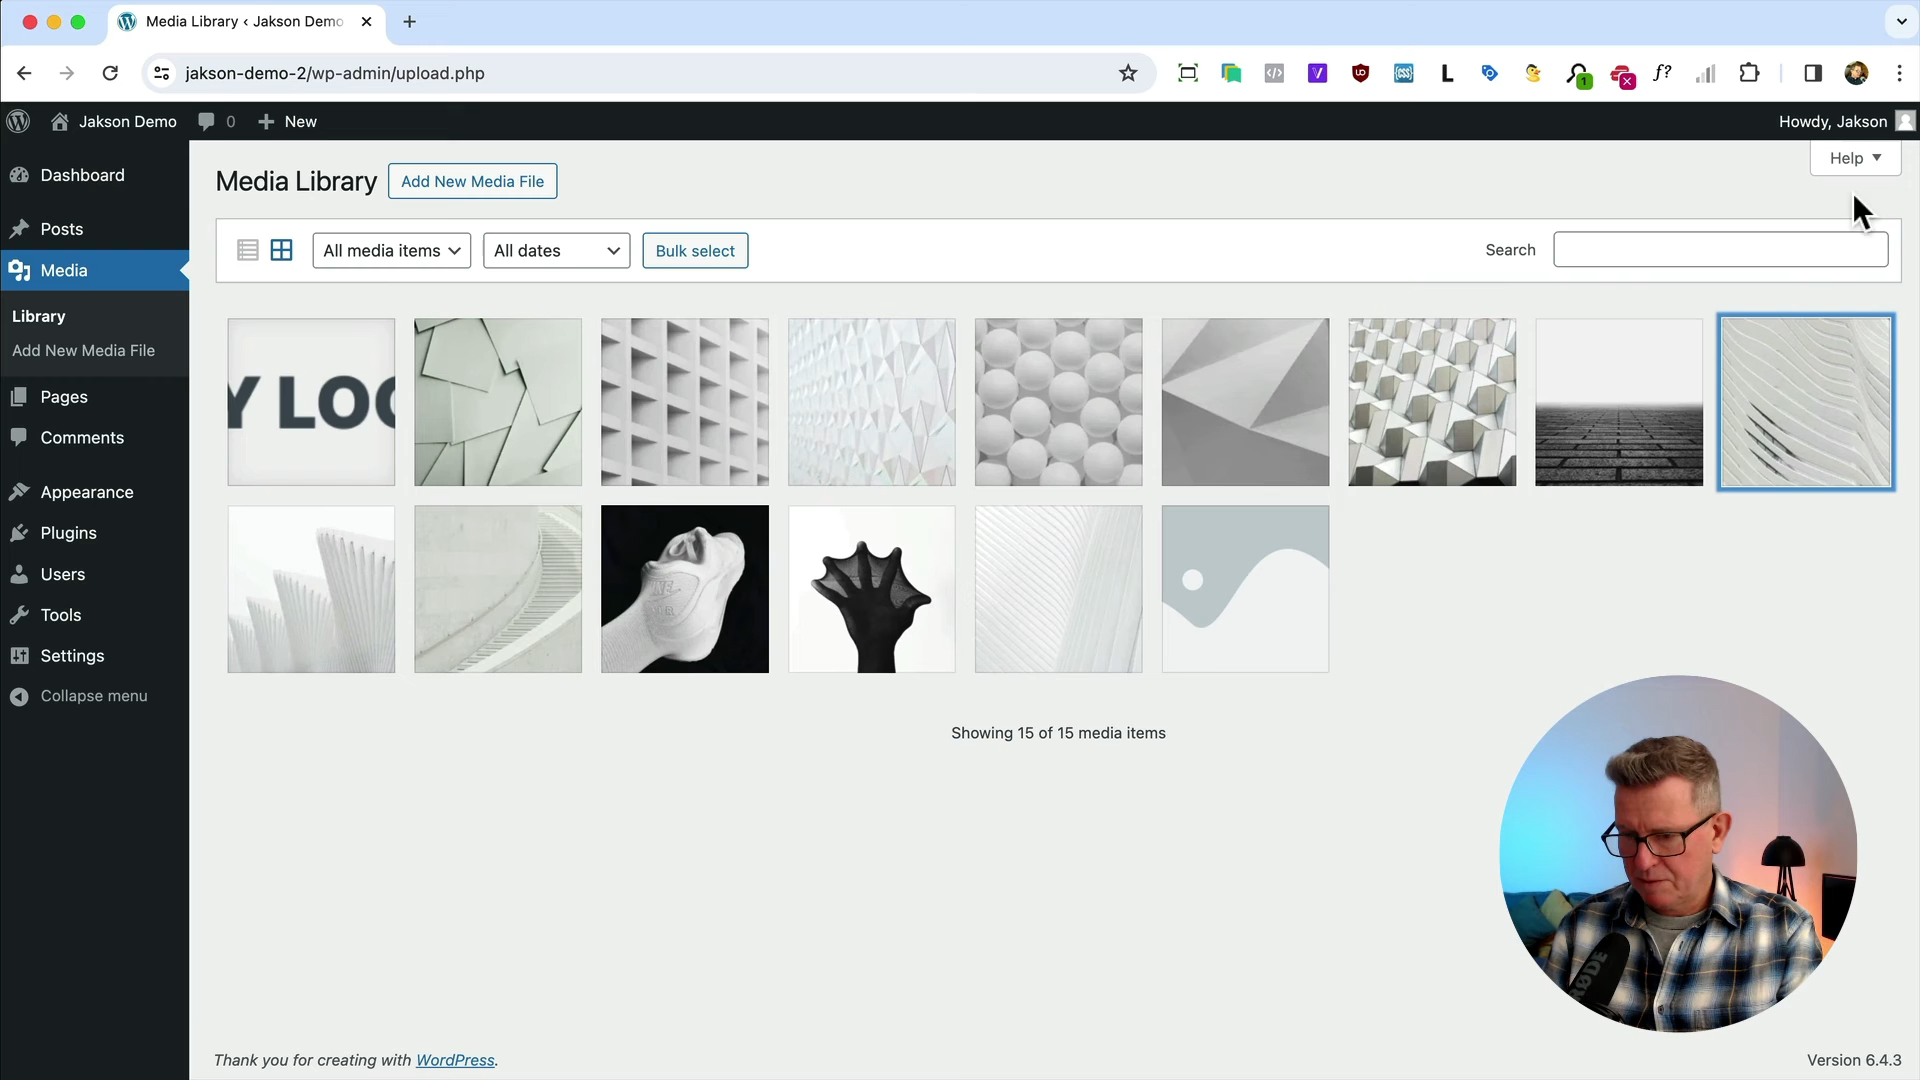 Media Library ‹ Jakson Demo
jakson-demo-2/wp-admin/upload.php
Jakson Demo
0
New
Howdy, Jakson
Help
Dashboard
Posts
Media
Library
Add New Media File
Pages
Comments
Appearance
Plugins
Users
Tools
Settings
Collapse menu
Media Library
Add New Media File
All media items
All dates
Bulk select
Search
Y LOG
Showing 15 of 15 media items
RØDE
Thank you for creating with WordPress.
Version 6.4.3